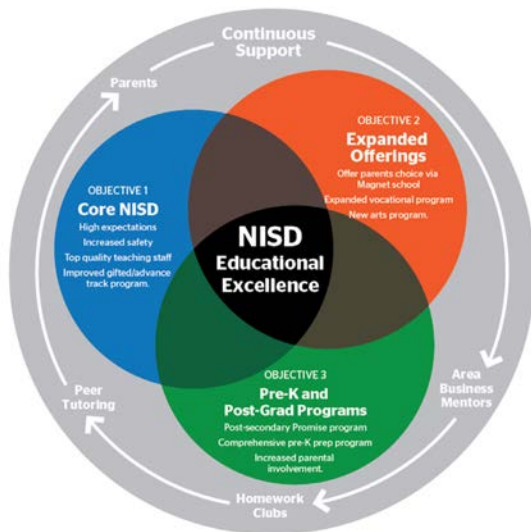 Continuous
Support
Parents
OBJECTIVE 2
Expanded
Offerings
Offer parents choice via
Magnet school
Expanded vocational program
New arts program.
OBJECTIVE 1
Core NISD
High expectations
Increased safety
Top quality teaching staff
Improved gifted/advance
track program.
NISD
Educational
Excellence
OBJECTIVE 3
Pre-K and
Post-Grad Programs
Post-secondary Promise program
Comprehensive pre-K prep program
Increased parental
involvement.
Peer
Tutoring
Area
Business
Mentors
Homework
Clubs